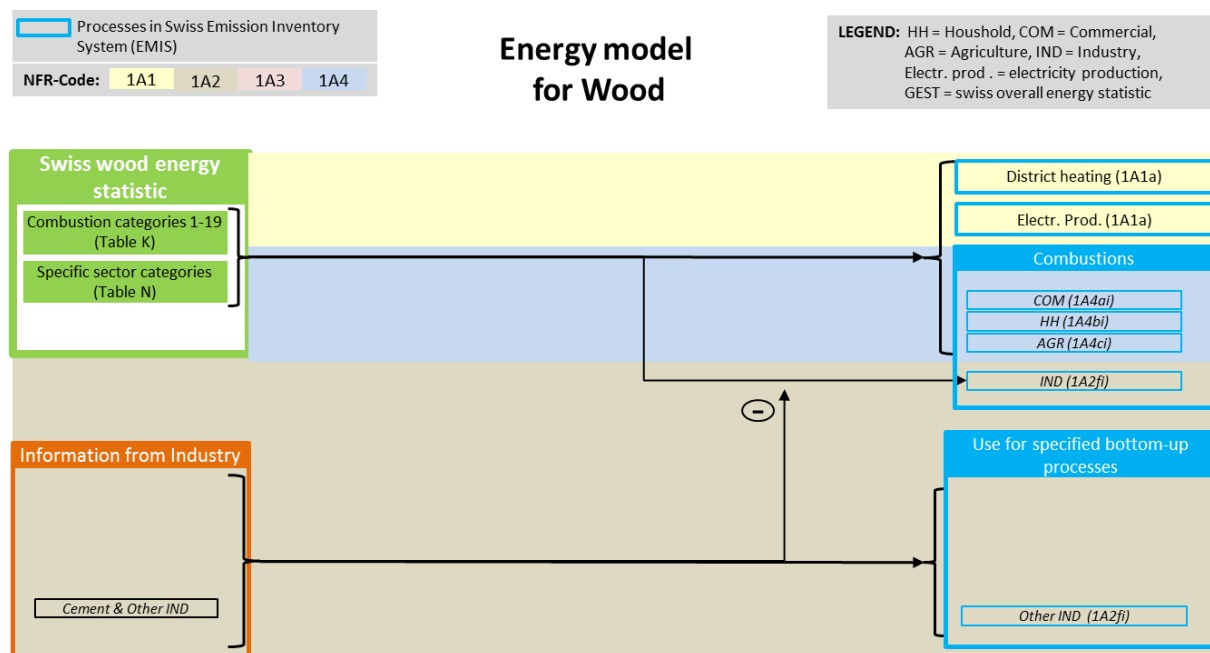 Processes in Swiss Emission Inventory
System (EMIS)
NFR-Code: 1A1 1A2 1A3 1A4
Energy model
for Wood
LEGEND: HH = Houshold, COM = Commercial,
AGR = Agriculture, IND = Industry,
Electr. prod . = electricity production,
GEST = swiss overall energy statistic
Swiss wood energy
statistic
Combustion categories 1-19
(Table K)
Specific sector categories
(Table N)
District heating (1A1a)
Electr. Prod. (1A1a)
Combustions
COM (1A4ai)
HH (1A4bi)
AGR (1A4ci)
IND (1A2fi)
-
Information from Industry
Cement & Other IND
Use for specified bottom-up
processes
Other IND (1A2fi)